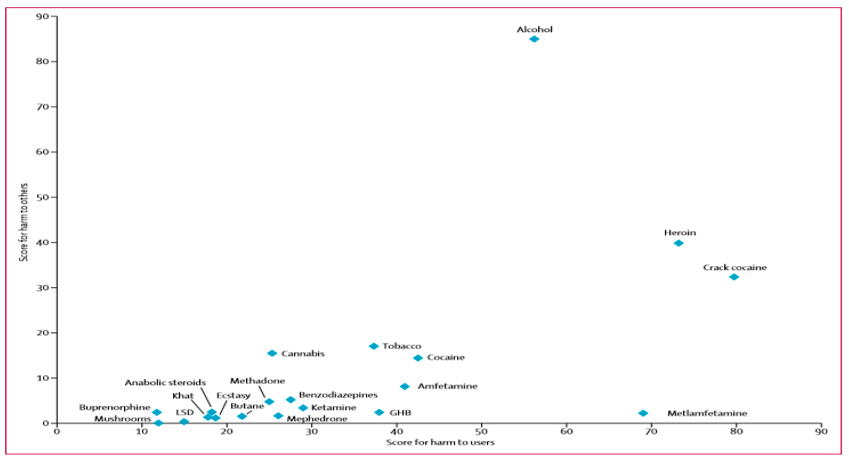 90
Alcohol
80
70
60
50
Score for harm to others
40
Heroin
Crack cocaine
30
20
Tobacco
Cannabis
Cocaine
10
Anabolic steroids
Methadone
Amfetamine
Khat
Ecstasy
Benzodiazepines
Buprenorphine
LSD
Butane
Ketamine
GHB
Metlamfetamine
Mushrooms
Mephedrone
0
0 10 20 30 40 50 60 70 80 90
Score for harm to users